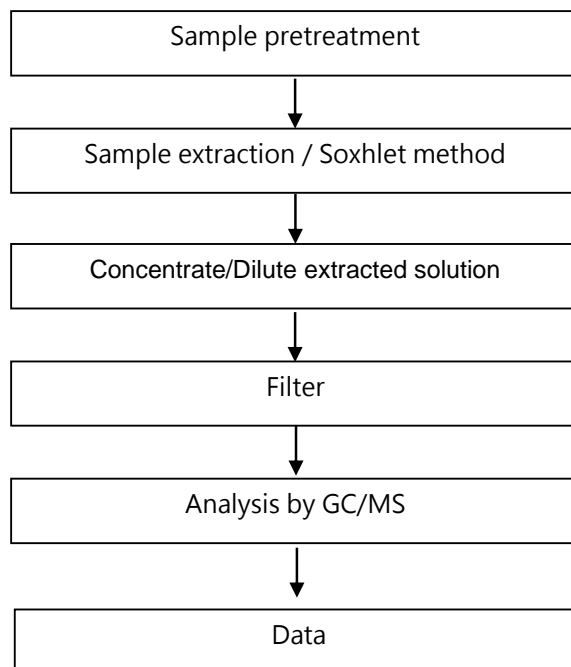 Sample pretreatment
Sample extraction / Soxhlet method
Concentrate/Dilute extracted solution
Filter
Analysis by GC/MS
Data